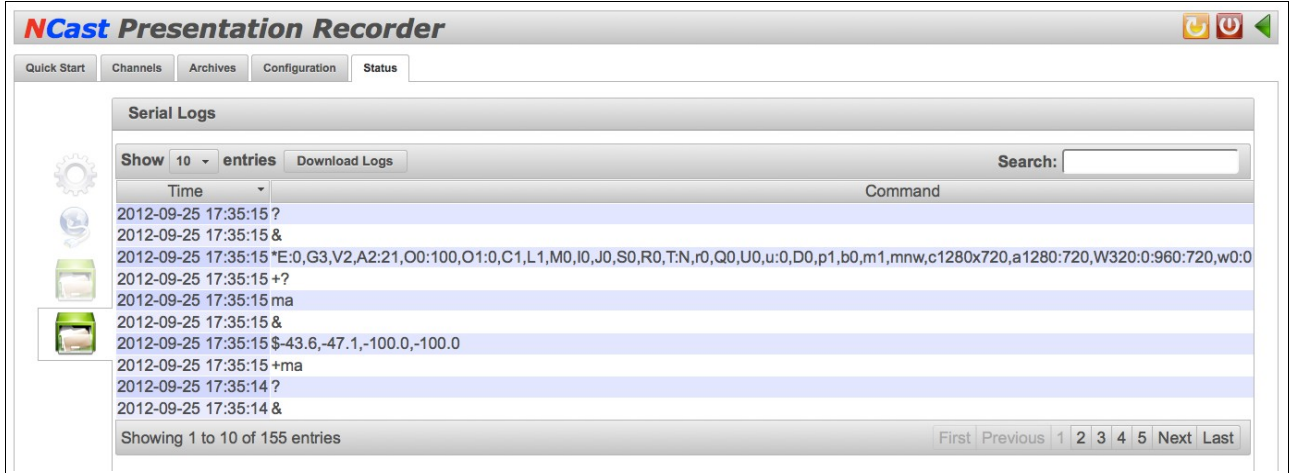 NCast Presentation Recorder
Quick Start Channels Archives Configuration Status
Serial Logs
Show 10 entries Download Logs Search:
Time Command
2012-09-25 17:35:15 ?
2012-09-25 17:35:15 &
2012-09-25 17:35:15 *E:0,G3,V2,A2:21,O0:100,O1:0,C1,L1,M0,I0,J0,S0,R0,T:N,r0,Q0,U0,u:0,D0,p1,b0,m1,mnw,c1280x720,a1280:720,W320:0:960:720,w0:0
2012-09-25 17:35:15 +?
2012-09-25 17:35:15 ma
2012-09-25 17:35:15 &
2012-09-25 17:35:15 $-43.6,-47.1,-100.0,-100.0
2012-09-25 17:35:15 +ma
2012-09-25 17:35:14 ?
2012-09-25 17:35:14 &
Showing 1 to 10 of 155 entries First Previous 1 2 3 4 5 Next Last